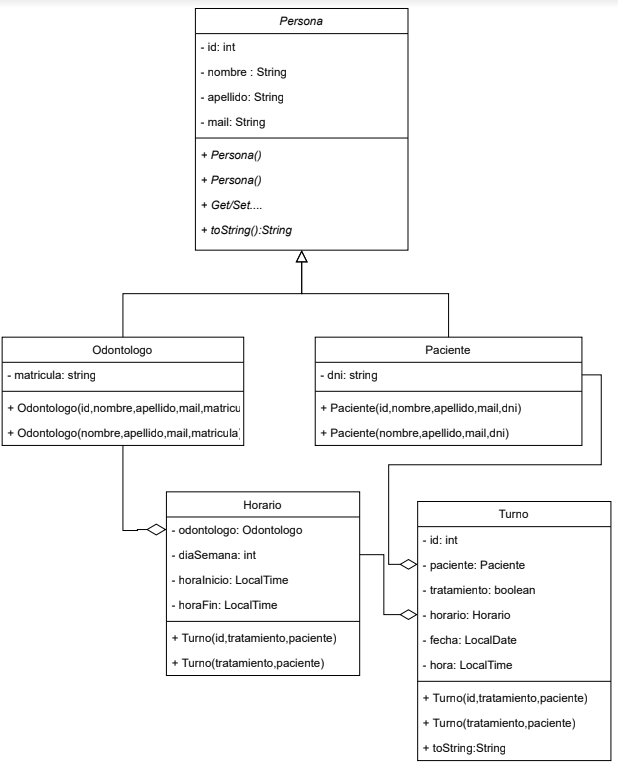 Persona
- id: int
- nombre : String
- apellido: String
- mail: String
+ Persona()
+ Persona()
+ Get/Set....
+ toString():String
Odontologo
- matricula: string
+ Odontologo(id,nombre,apellido,mail,matricu
+ Odontologo(nombre,apellido,mail,matricula
Paciente
- dni: string
+ Paciente(id,nombre,apellido,mail,dni)
+ Paciente(nombre,apellido,mail,dni)
Horario
- odontologo: Odontologo
- diaSemana: int
- horaInicio: LocalTime
- horaFin: LocalTime
+ Turno(id,tratamiento,paciente)
+ Turno(tratamiento,paciente)
Turno
- id: int
- paciente: Paciente
- tratamiento: boolean
- horario: Horario
- fecha: LocalDate
- hora: LocalTime
+ Turno(id,tratamiento,paciente)
+ Turno(tratamiento,paciente)
+ toString:String